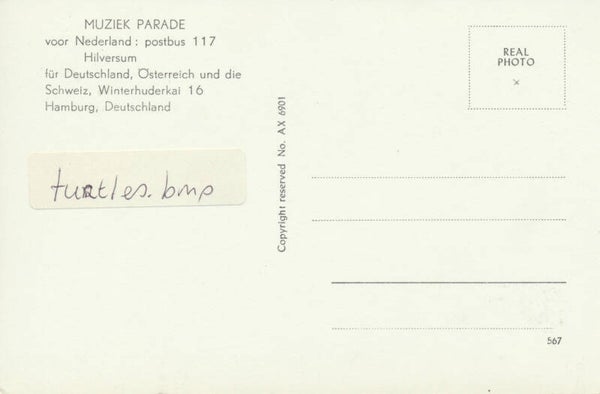 MUZIEK PARADE
voor Nederland : postbus 117
Hilversum
für Deutschland, Österreich und die
Schweiz, Winterhuderkai 16
Hamburg, Deutschland
turtles.bmp
Copyright reserved No. AX 6901
REAL
PHOTO
×
567